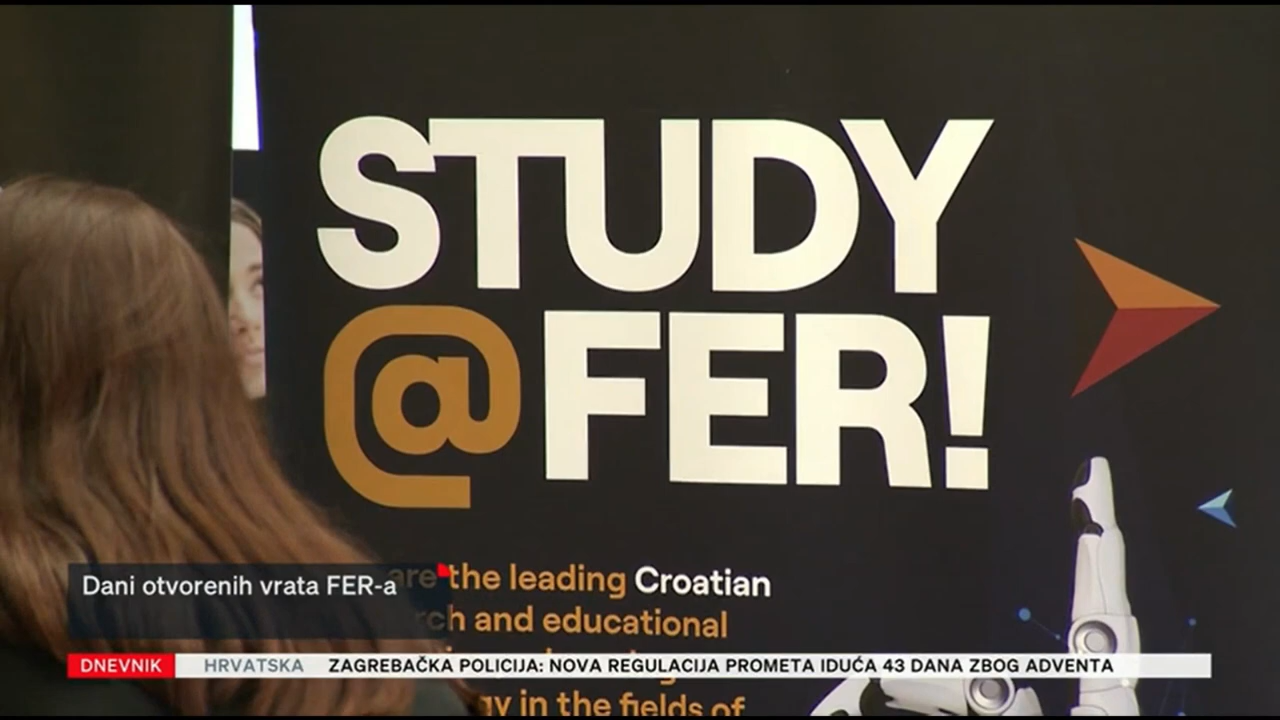 STUDY
@FER!
are the leading Croatian
and educational
in the fields of
Dani otvorenih vrata FER-a
DNEVNIK HRVATSKA ZAGREBAČKA POLICIJA: NOVA REGULACIJA PROMETA IDUĆA 43 DANA ZBOG ADVENTA